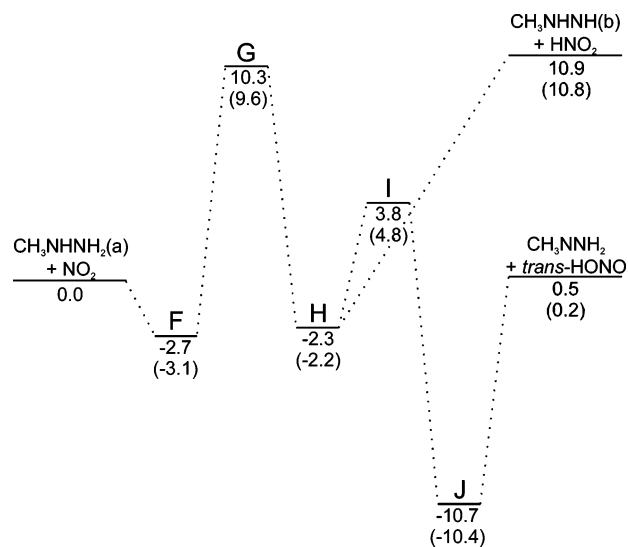 CH₃NHNH(b)
+ HNO₂
10.9
(10.8)
G
10.3
(9.6)
I
3.8
(4.8)
CH₃NHNH₂(a)
+ NO₂
0.0
CH₃NNH₂
+ trans-HONO
0.5
(0.2)
F
-2.7
(-3.1)
H
-2.3
(-2.2)
J
-10.7
(-10.4)